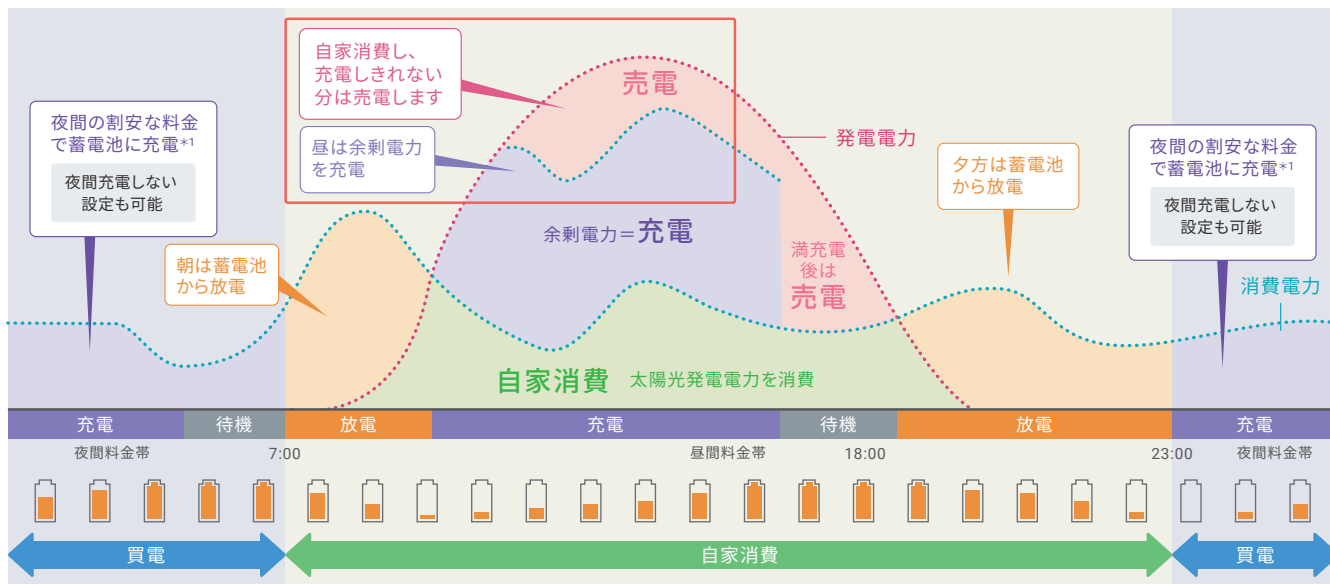 自家消費し、
充電しきれない
分は売電します
売電
夜間の割安な料金
で蓄電池に充電*1
夜間充電しない
設定も可能
昼は余剰電力
を充電
発電電力
夕方は蓄電池
から放電
夜間の割安な料金
で蓄電池に充電*1
夜間充電しない
設定も可能
朝は蓄電池
から放電
余剰電力=充電
満充電
後は
売電
消費電力
自家消費 太陽光発電電力を消費
充電 待機 放電 充電 待機 放電 充電
夜間料金帯 7:00 昼間料金帯 18:00 23:00 夜間料金帯
買電 自家消費 買電